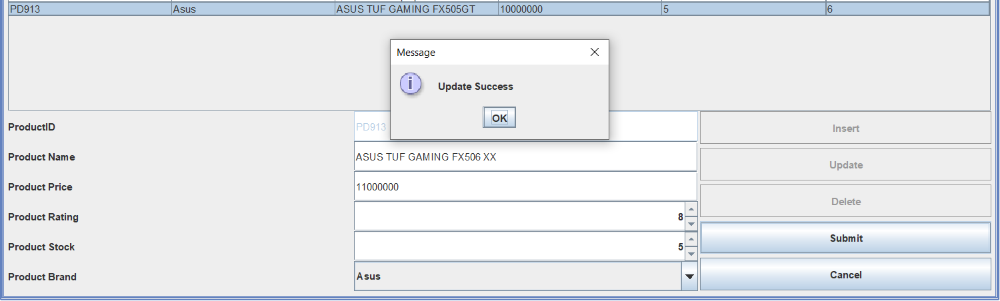 PD913 Asus ASUS TUF GAMING FX505GT 10000000 5 6
Message
i Update Success
OK
ProductID PD913 Insert
Product Name ASUS TUF GAMING FX506 XX Update
Product Price 11000000 Delete
Product Rating 8
Submit
Product Stock 5
Product Brand Asus Cancel